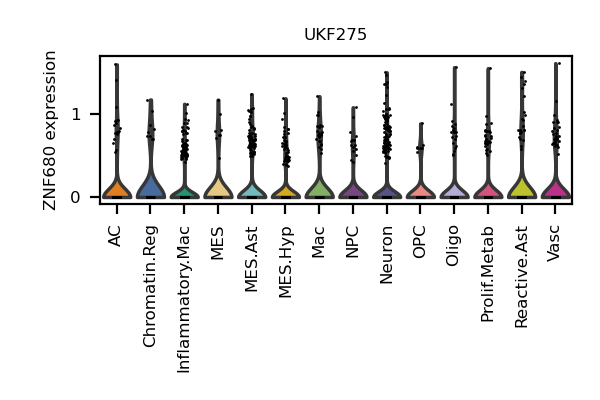 UKF275
ZNF680 expression
1
0
AC
Chromatin.Reg
Inflammatory.Mac
MES
MES.Ast
MES.Hyp
Mac
NPC
Neuron
OPC
Oligo
Prolif.Metab
Reactive.Ast
Vasc